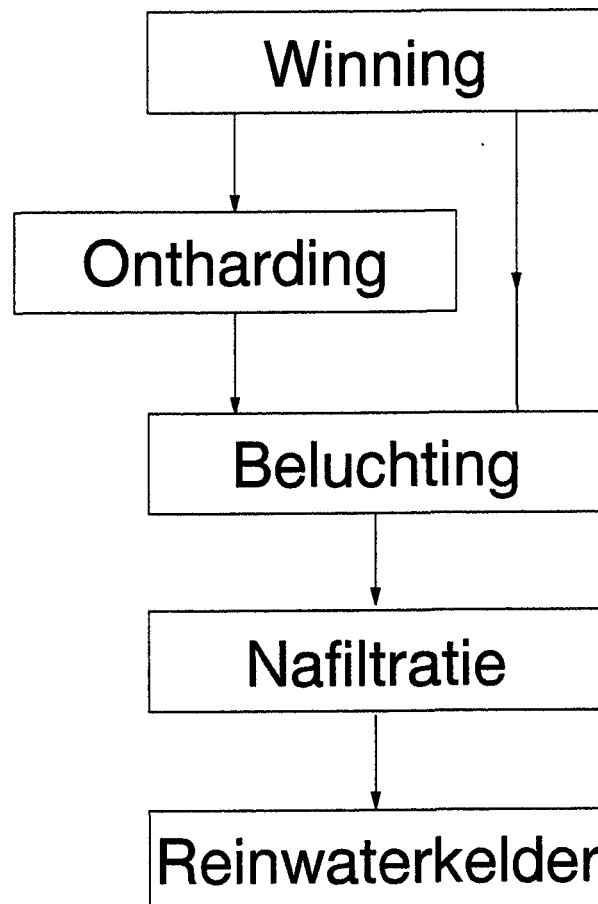 Winning
Ontharding
Beluchting
Nafiltratie
Reinwaterkelder